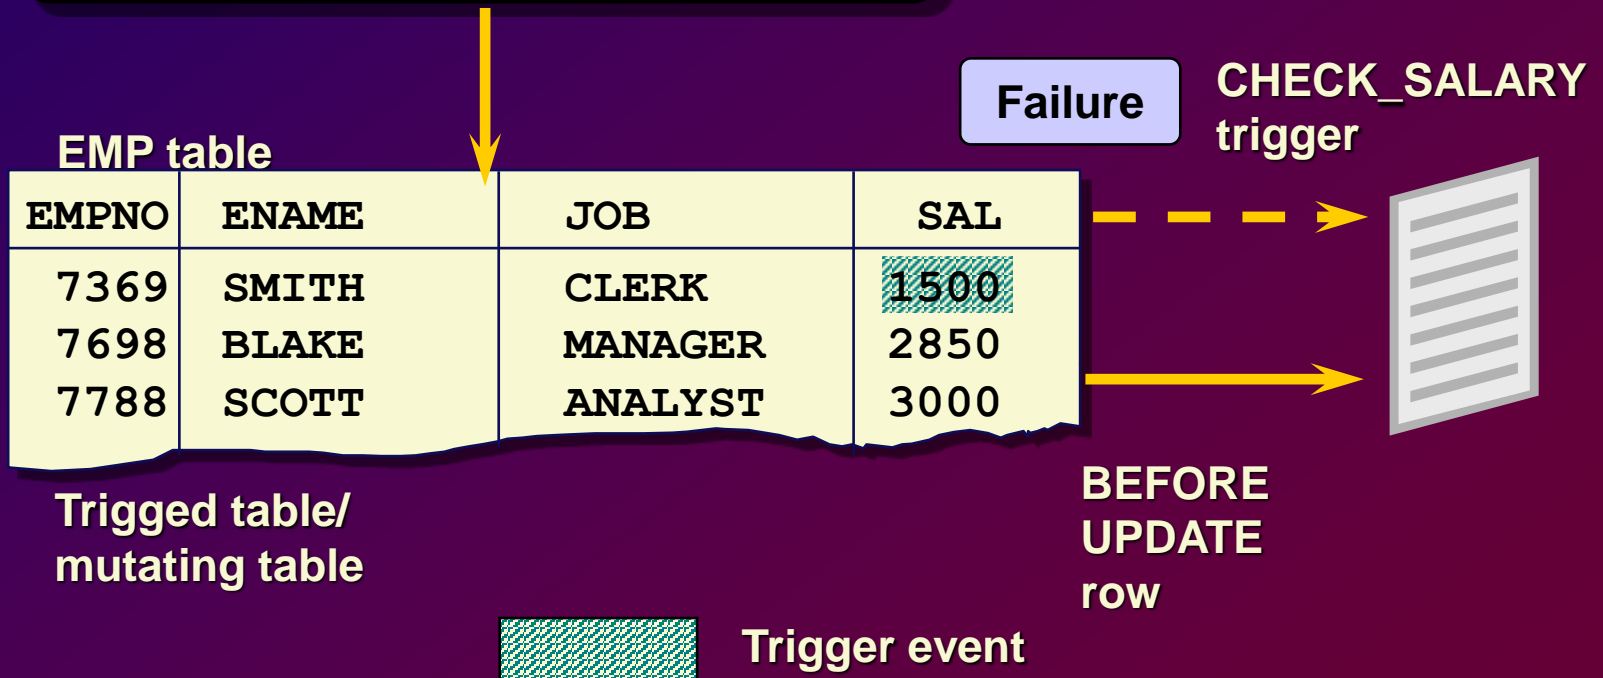 Failure
CHECK_SALARY
trigger
EMP table
EMPNO ENAME JOB SAL
7369 SMITH CLERK 1500
7698 BLAKE MANAGER 2850
7788 SCOTT ANALYST 3000
Trigged table/
mutating table
BEFORE
UPDATE
row
Trigger event